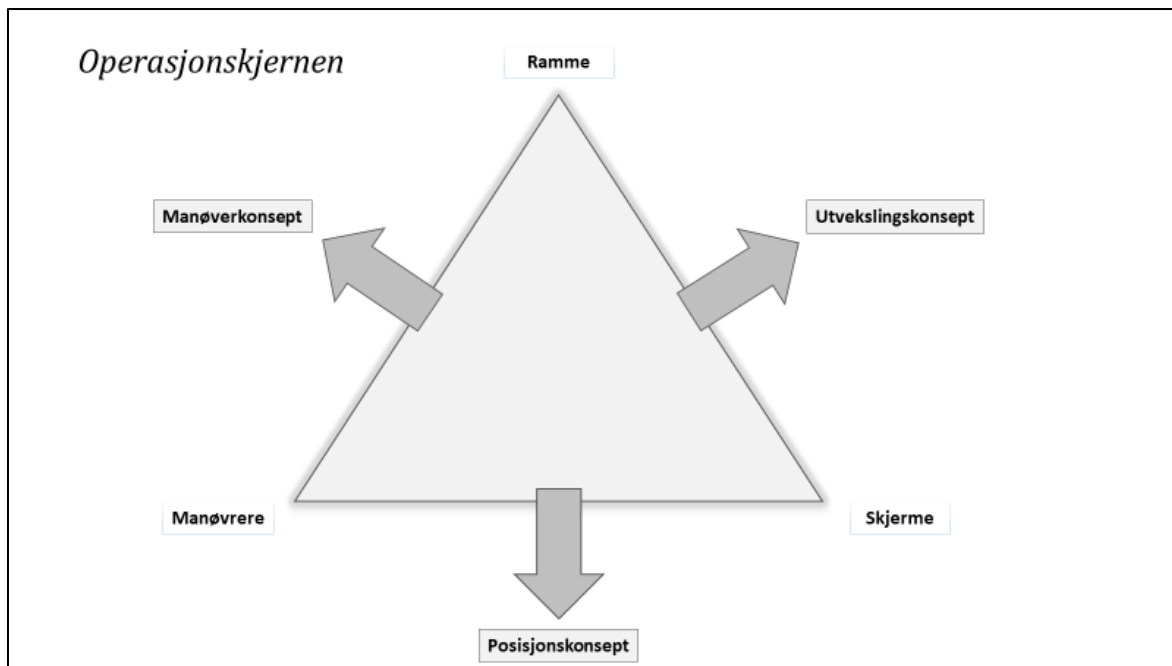 Operasjonskjernen
Ramme
Manøverkonsept
Utvekslingskonsept
Manøvrere
Skjerme
Posisjonskonsept